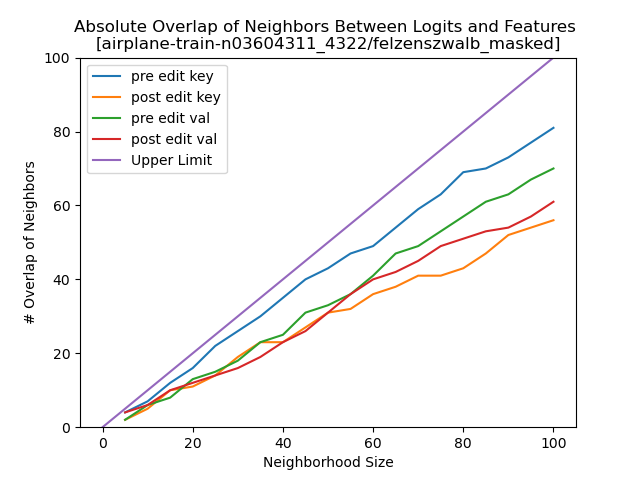 Absolute Overlap of Neighbors Between Logits and Features
[airplane-train-n03604311_4322/felzenszwalb_masked]
pre edit key
post edit key
pre edit val
post edit val
Upper Limit
# Overlap of Neighbors
100
80
60
40
20
0
0 20 40 60 80 100
Neighborhood Size